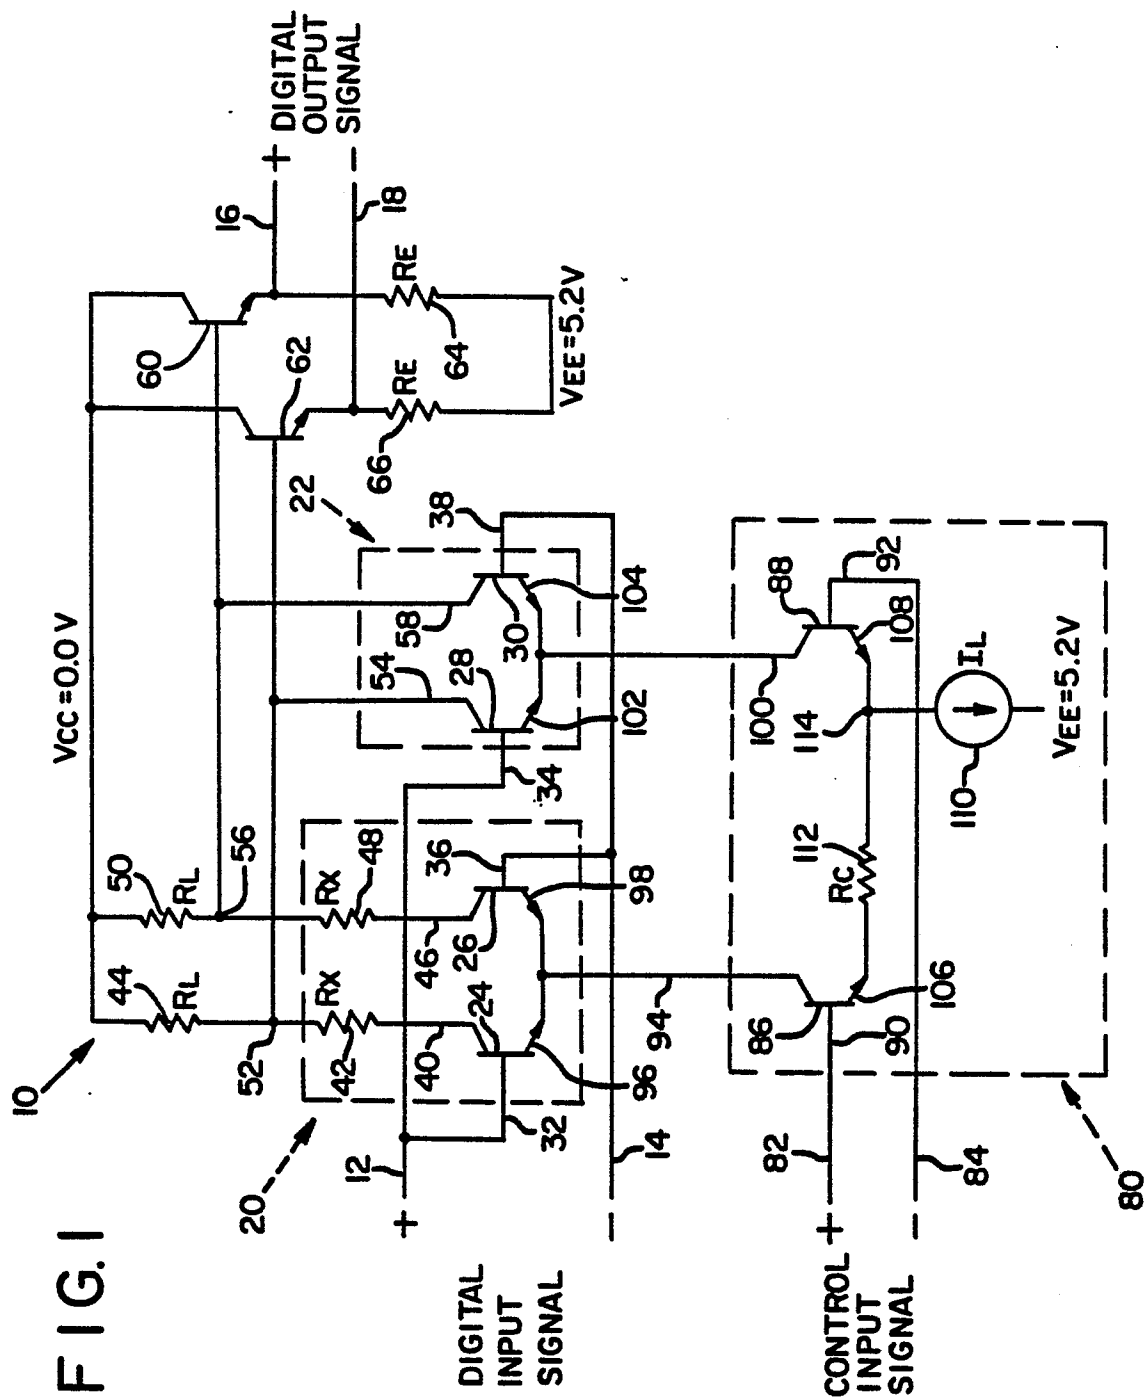 FIG.1
10
VCC=0.0 V
44
RL
50
RL
52
56
60
62
16
+ DIGITAL
OUTPUT
SIGNAL
-
18
RE
66
RE
64
VEE=5.2V
20
RX
42
RX
48
40
24
46
26
36
22
54
28
58
30
38
12
+
32
34
96
98
102
104
DIGITAL
INPUT
SIGNAL
-
14
94
100
88
92
82
86
90
106
RC
112
114
108
IL
110
VEE=5.2V
CONTROL
INPUT
SIGNAL
+
-
84
80